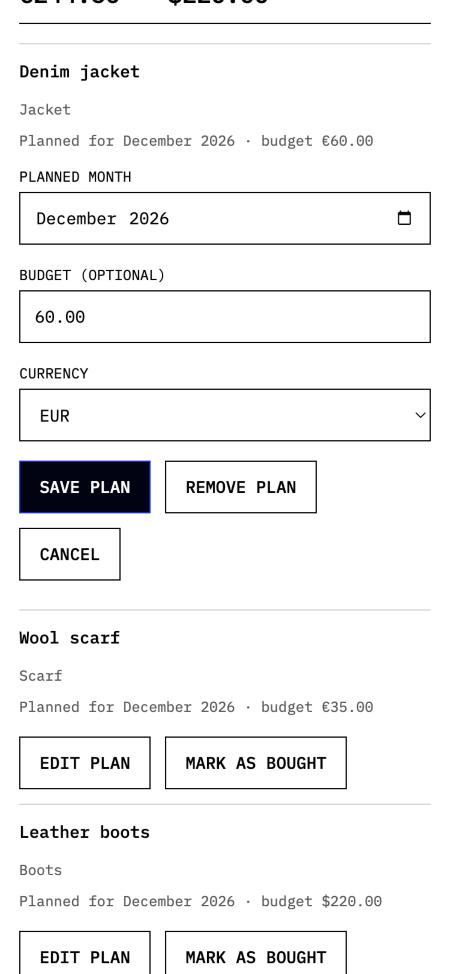 Denim jacket
Jacket
Planned for December 2026 · budget €60.00
PLANNED MONTH
December 2026
BUDGET (OPTIONAL)
60.00
CURRENCY
EUR
SAVE PLAN REMOVE PLAN
CANCEL
Wool scarf
Scarf
Planned for December 2026 · budget €35.00
EDIT PLAN MARK AS BOUGHT
Leather boots
Boots
Planned for December 2026 · budget $220.00
EDIT PLAN MARK AS BOUGHT